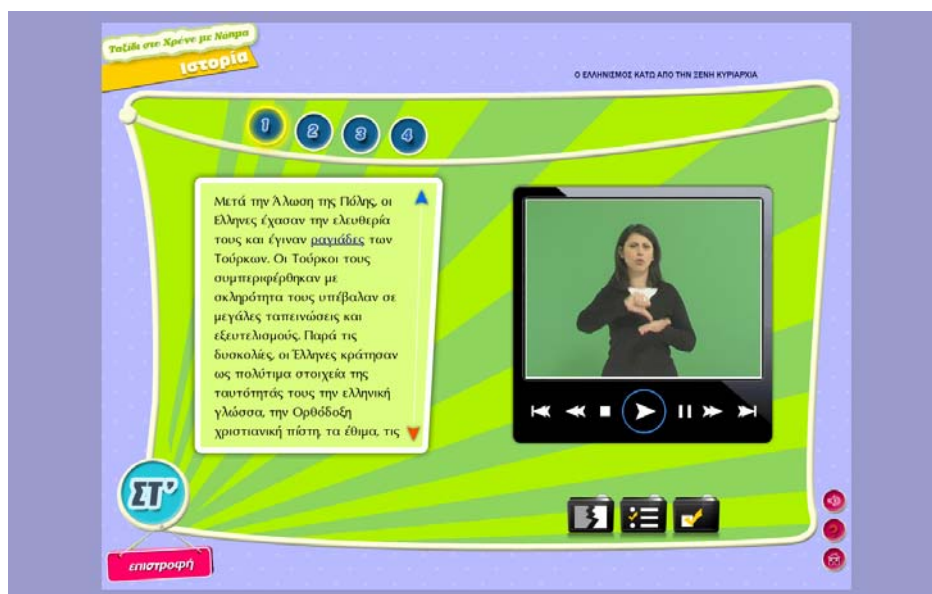 Ταξίδι στο Χρόνο με Νόημα
Ιστορία
Ο ΕΛΛΗΝΙΣΜΟΣ ΚΑΤΩ ΑΠΟ ΤΗΝ ΞΕΝΗ ΚΥΡΙΑΡΧΙΑ
1 2 3 4
Μετά την Άλωση της Πόλης, οι
Έλληνες έχασαν την ελευθερία
τους και έγιναν ραγιάδες των
Τούρκων. Οι Τούρκοι τους
συμπεριφέρθηκαν με
σκληρότητα τους υπέβαλαν σε
μεγάλες ταπεινώσεις και
εξευτελισμούς. Παρά τις
δυσκολίες, οι Έλληνες κράτησαν
ως πολύτιμα στοιχεία της
ταυτότητάς τους την ελληνική
γλώσσα, την Ορθόδοξη
χριστιανική πίστη, τα έθιμα, τις
ΣΤ'
επιστροφή